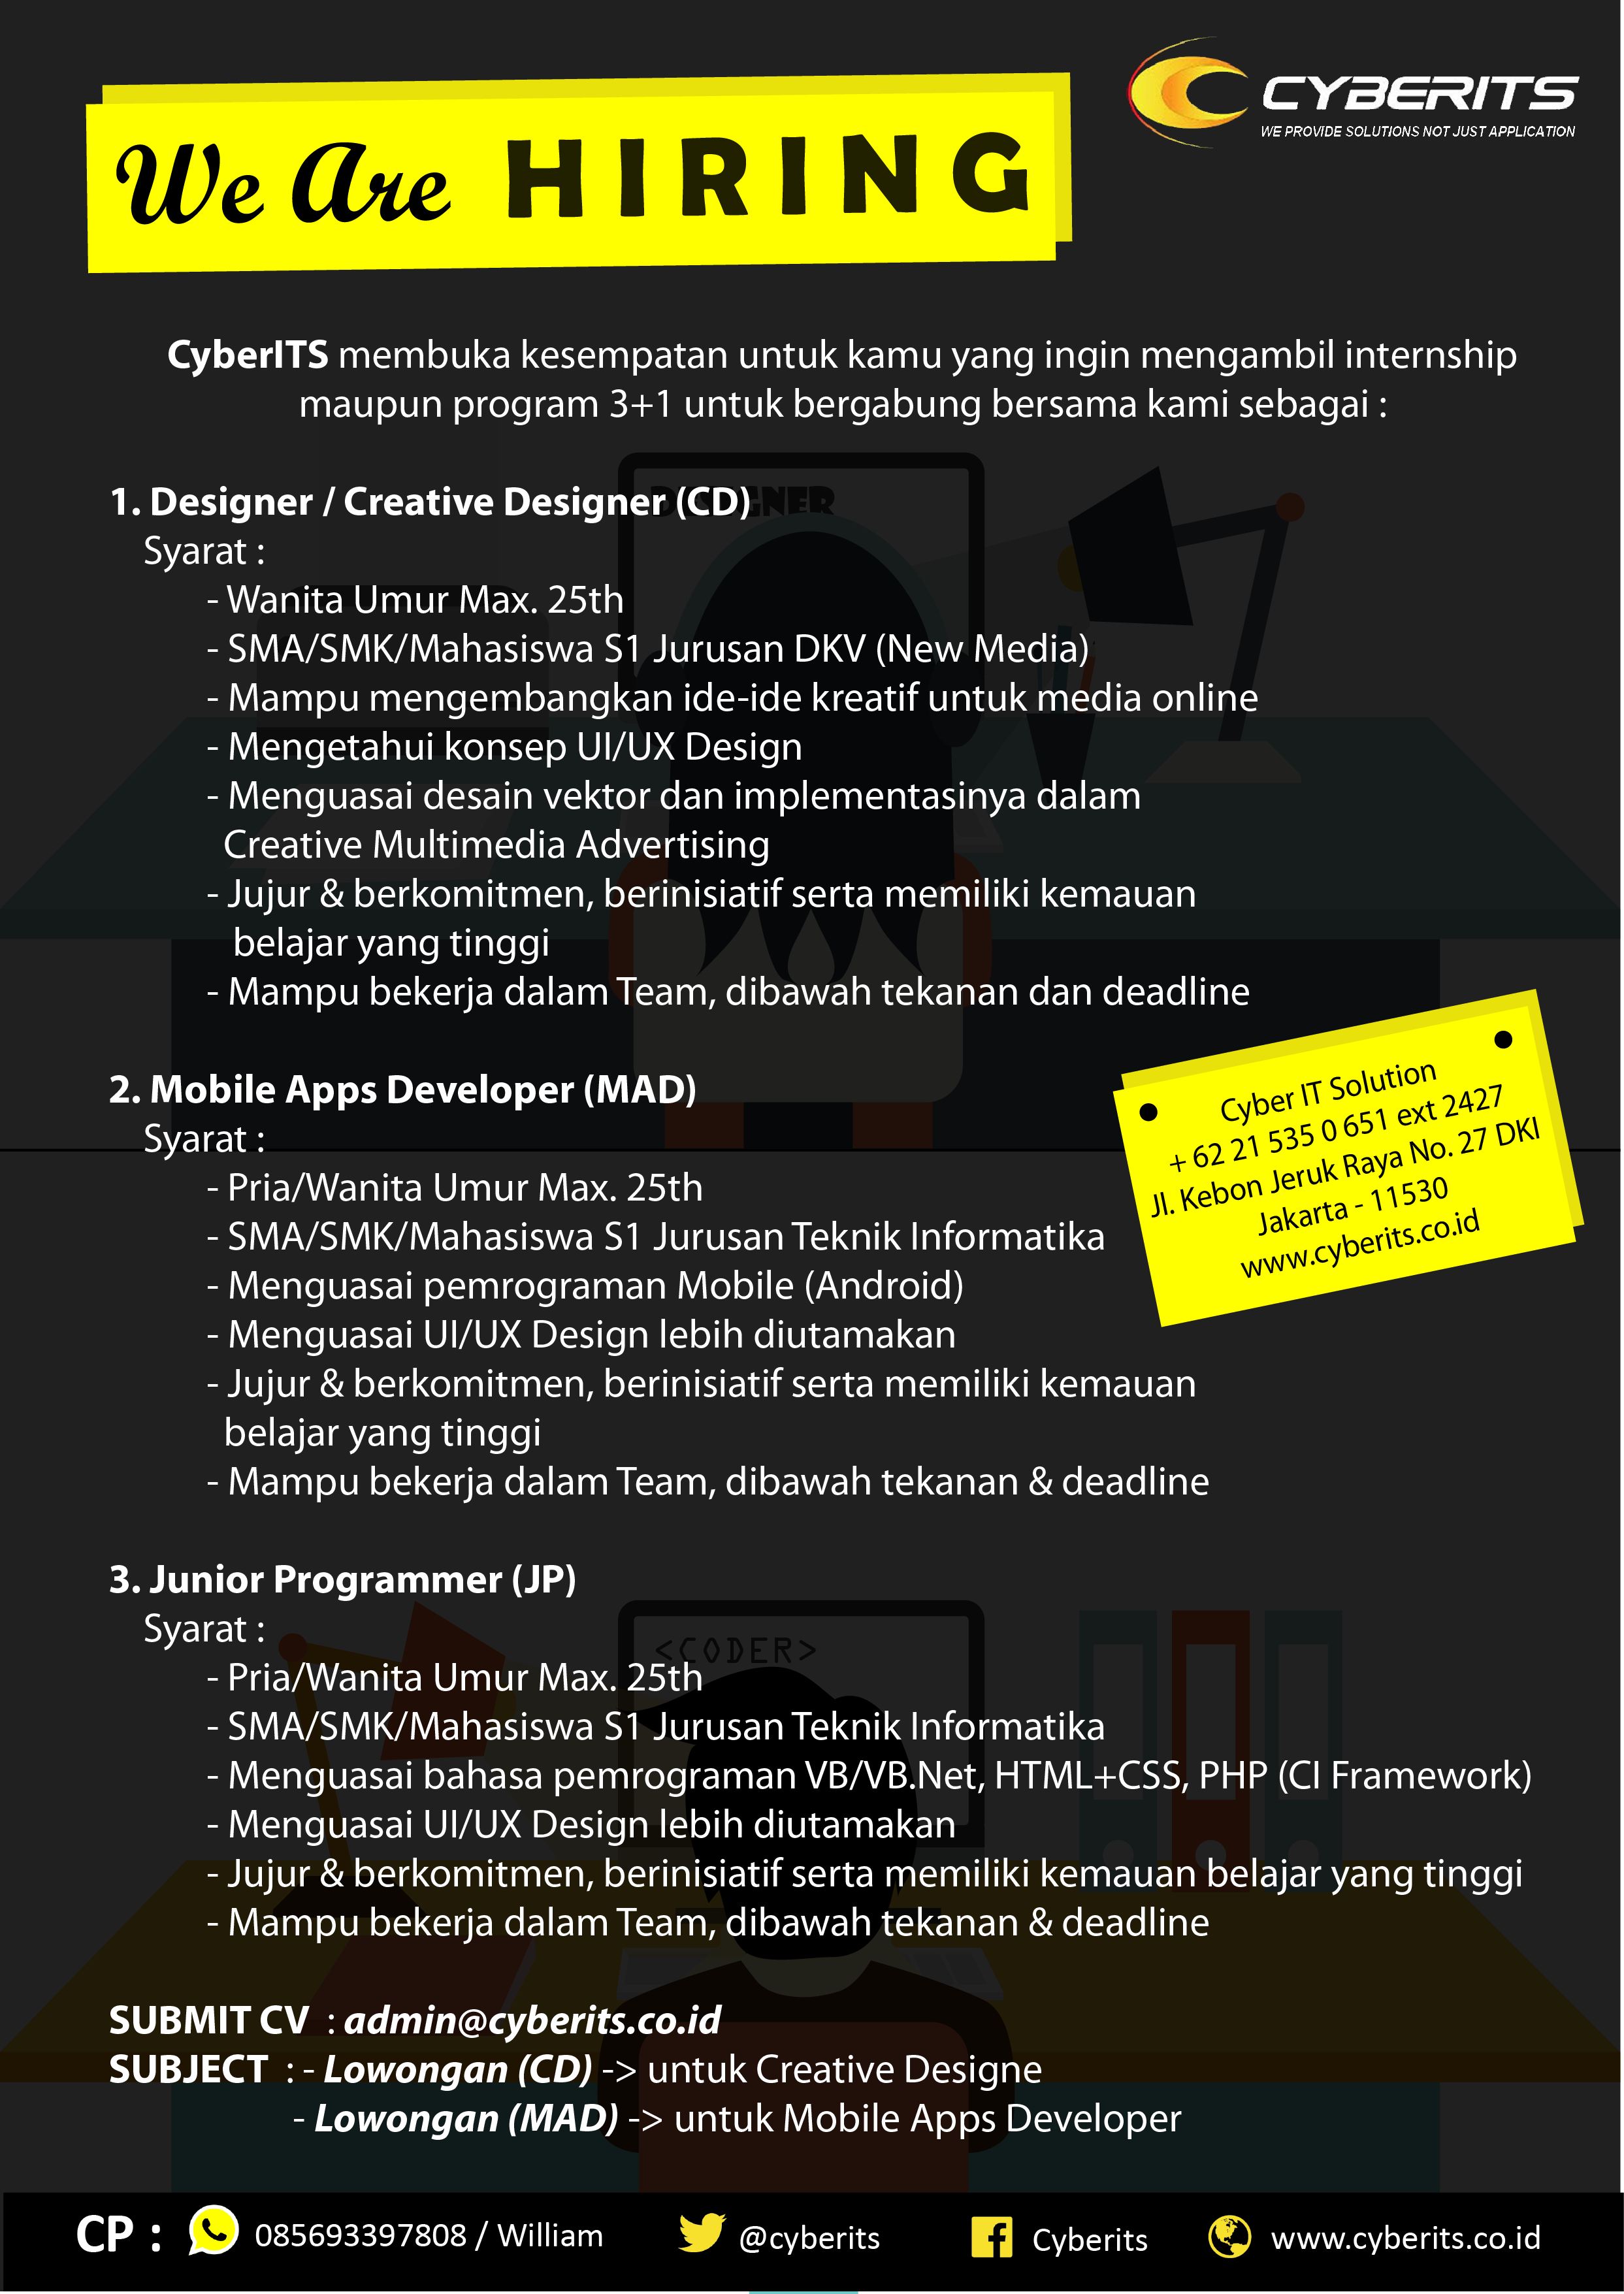 CYBERITS
WE PROVIDE SOLUTIONS NOT JUST APPLICATION
We Are HIRING
CyberITS membuka kesempatan untuk kamu yang ingin mengambil internship
maupun program 3+1 untuk bergabung bersama kami sebagai :
DESIGNER
1. Designer / Creative Designer (CD)
Syarat :
- Wanita Umur Max. 25th
- SMA/SMK/Mahasiswa S1 Jurusan DKV (New Media)
- Mampu mengembangkan ide-ide kreatif untuk media online
- Mengetahui konsep UI/UX Design
- Menguasai desain vektor dan implementasinya dalam
Creative Multimedia Advertising
- Jujur & berkomitmen, berinisiatif serta memiliki kemauan
belajar yang tinggi
- Mampu bekerja dalam Team, dibawah tekanan dan deadline
2. Mobile Apps Developer (MAD)
Syarat :
- Pria/Wanita Umur Max. 25th
- SMA/SMK/Mahasiswa S1 Jurusan Teknik Informatika
- Menguasai pemrograman Mobile (Android)
- Menguasai UI/UX Design lebih diutamakan
- Jujur & berkomitmen, berinisiatif serta memiliki kemauan
belajar yang tinggi
- Mampu bekerja dalam Team, dibawah tekanan & deadline
Cyber IT Solution
+ 62 21 535 0 651 ext 2427
Jl. Kebon Jeruk Raya No. 27 DKI
Jakarta - 11530
www.cyberits.co.id
3. Junior Programmer (JP)
Syarat :
<CODER>
- Pria/Wanita Umur Max. 25th
- SMA/SMK/Mahasiswa S1 Jurusan Teknik Informatika
- Menguasai bahasa pemrograman VB/VB.Net, HTML+CSS, PHP (CI Framework)
- Menguasai UI/UX Design lebih diutamakan
- Jujur & berkomitmen, berinisiatif serta memiliki kemauan belajar yang tinggi
- Mampu bekerja dalam Team, dibawah tekanan & deadline
SUBMIT CV : admin@cyberits.co.id
SUBJECT : - Lowongan (CD) -> untuk Creative Designe
- Lowongan (MAD) -> untuk Mobile Apps Developer
CP : 085693397808 / William @cyberits Cyberits www.cyberits.co.id